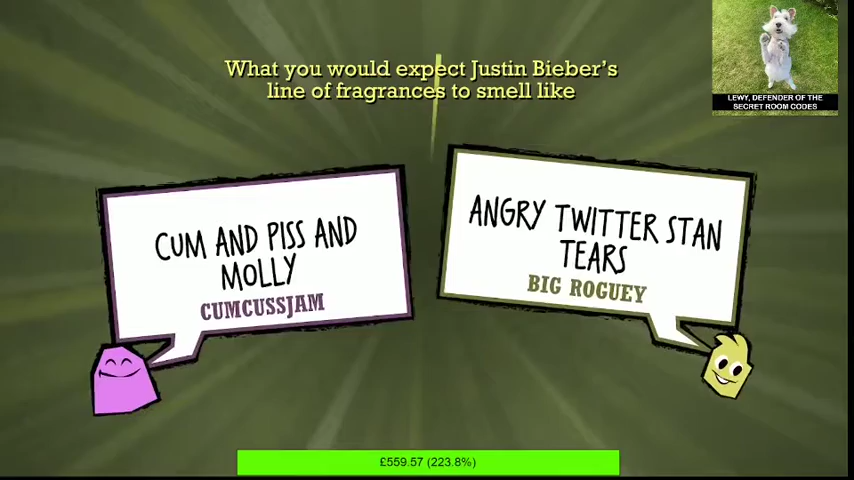 What you would expect Justin Bieber's
line of fragrances to smell like
LEWY, DEFENDER OF THE
SECRET ROOM CODES
CUM AND PISS AND
MOLLY
CUMCUSSJAM
ANGRY TWITTER STAN
TEARS
BIG ROGUEY
£559.57 (223.8%)